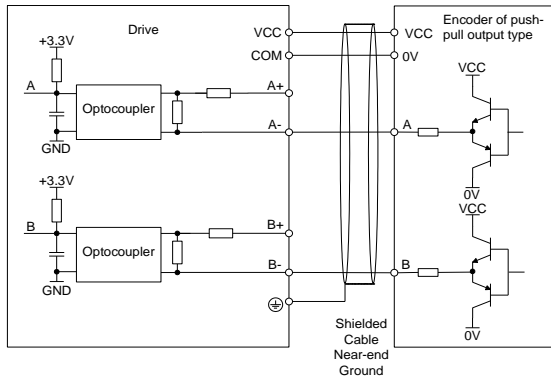 Drive
Encoder of push-
pull output type
VCC
VCC
COM
0V
+3.3V
A
Optocoupler
GND
A+
A-
A
VCC
0V
+3.3V
B
Optocoupler
GND
B+
B-
B
VCC
0V
Shielded
Cable
Near-end
Ground